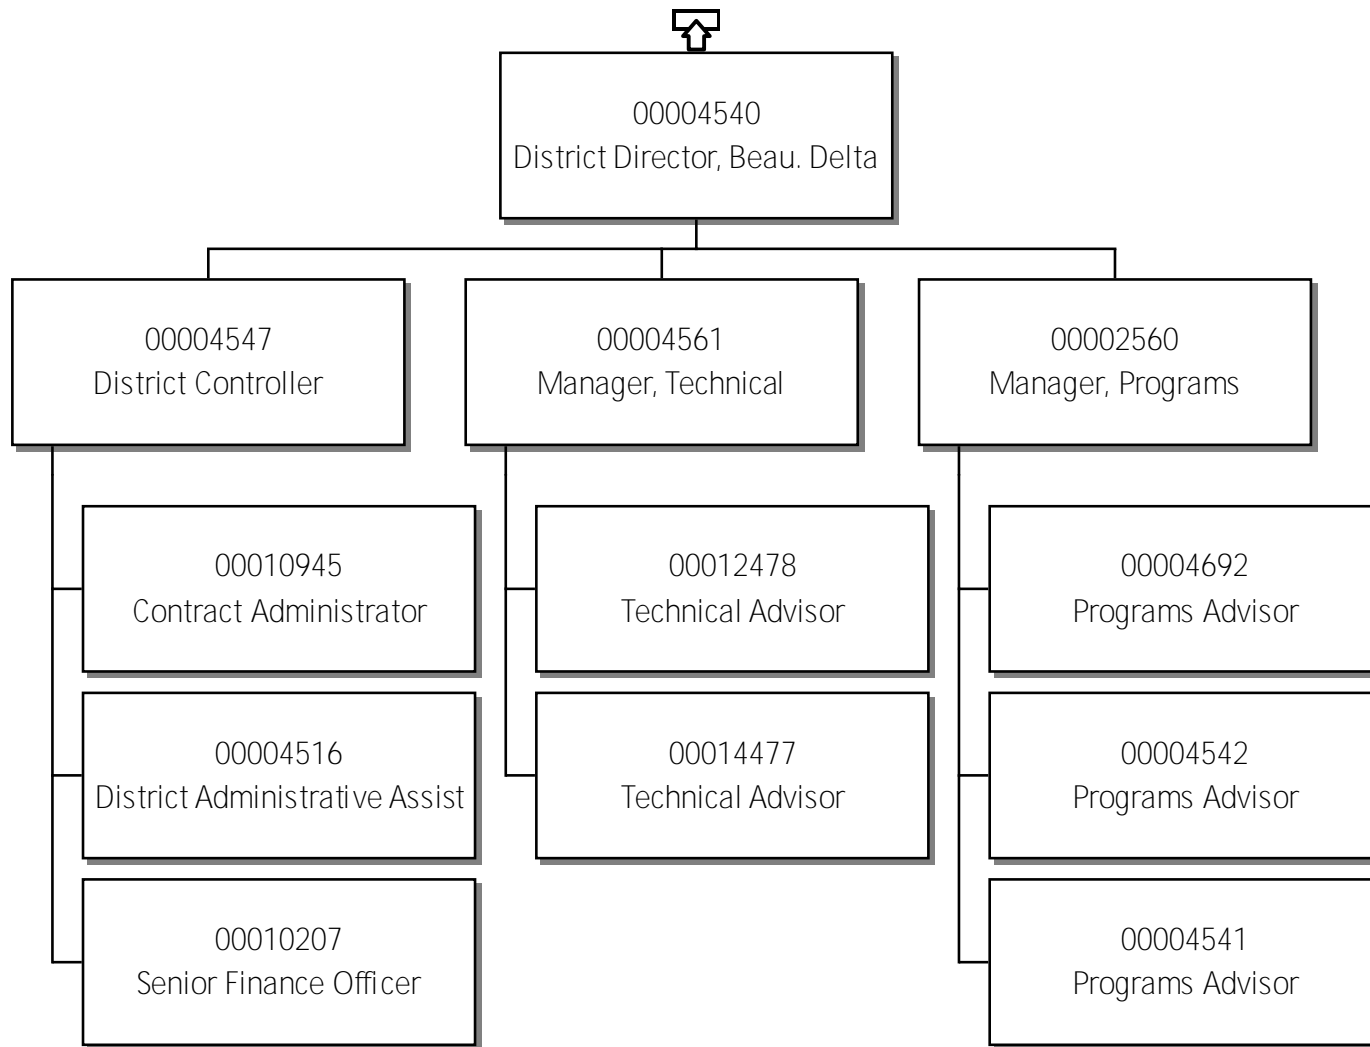 00004540
District Director, Beau. Delta
00004547
District Controller
00004561
Manager, Technical
00002560
Manager, Programs
00010945
Contract Administrator
00012478
Technical Advisor
00004692
Programs Advisor
00004516
District Administrative Assist
00014477
Technical Advisor
00004542
Programs Advisor
00010207
Senior Finance Officer
00004541
Programs Advisor